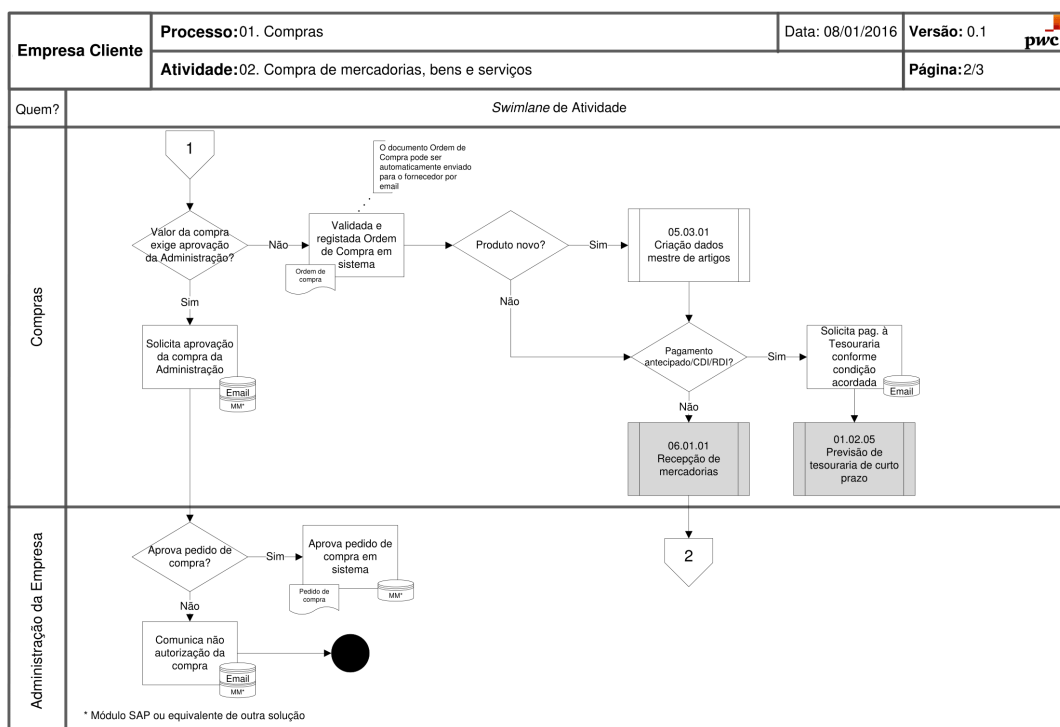 Empresa Cliente
Processo:01. Compras
Data: 08/01/2016
Versão: 0.1
pwc
Atividade:02. Compra de mercadorias, bens e serviços
Página:2/3
Quem?
Swimlane de Atividade
Compras
1
O documento Ordem de
Compra pode ser
automaticamente enviado
para o fornecedor por
email
Valor da compra
exige aprovação
da Administração?
Não
Validada e
registada Ordem
de Compra em
sistema
Ordem de
compra
Produto novo?
Sim
05.03.01
Criação dados
mestre de artigos
Sim
Não
Solicita aprovação
da compra da
Administração
Email
MM*
Pagamento
antecipado/CDI/RDI?
Sim
Solicita pag. à
Tesouraria
conforme
condição
acordada
Email
Não
06.01.01
Recepção de
mercadorias
01.02.05
Previsão de
tesouraria de curto
prazo
Administração da Empresa
Aprova pedido de
compra?
Sim
Aprova pedido de
compra em
sistema
Pedido de
compra
MM*
2
Não
Comunica não
autorização da
compra
Email
MM*
* Módulo SAP ou equivalente de outra solução